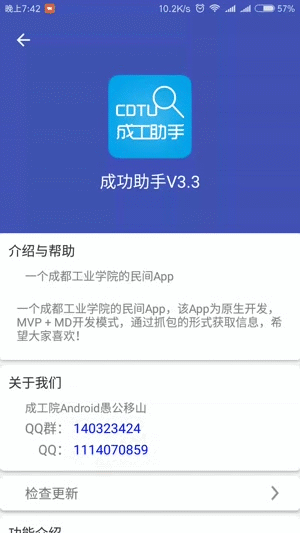 晚上7:42 10.2K/s 57%
CDTU
成工助手
成功助手V3.3
介绍与帮助
一个成都工业学院的民间App
一个成都工业学院的民间App，该App为原生开发，
MVP + MD开发模式，通过抓包的形式获取信息，希
望大家喜欢！
关于我们
成工院Android愚公移山
QQ群： 140323424
QQ： 1114070859
检查更新
功能介绍